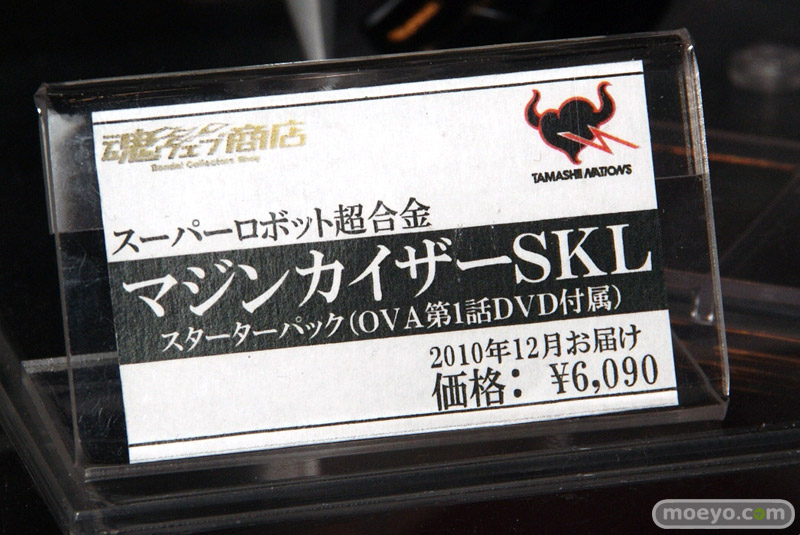 魂ウェブ商店
Bandai Collectors Shop
TAMASHII NATIONS
スーパーロボット超合金
マジンカイザーSKL
スターターパック(OVA第1話DVD付属)
2010年12月お届け
価格：¥6,090
moeyo.com